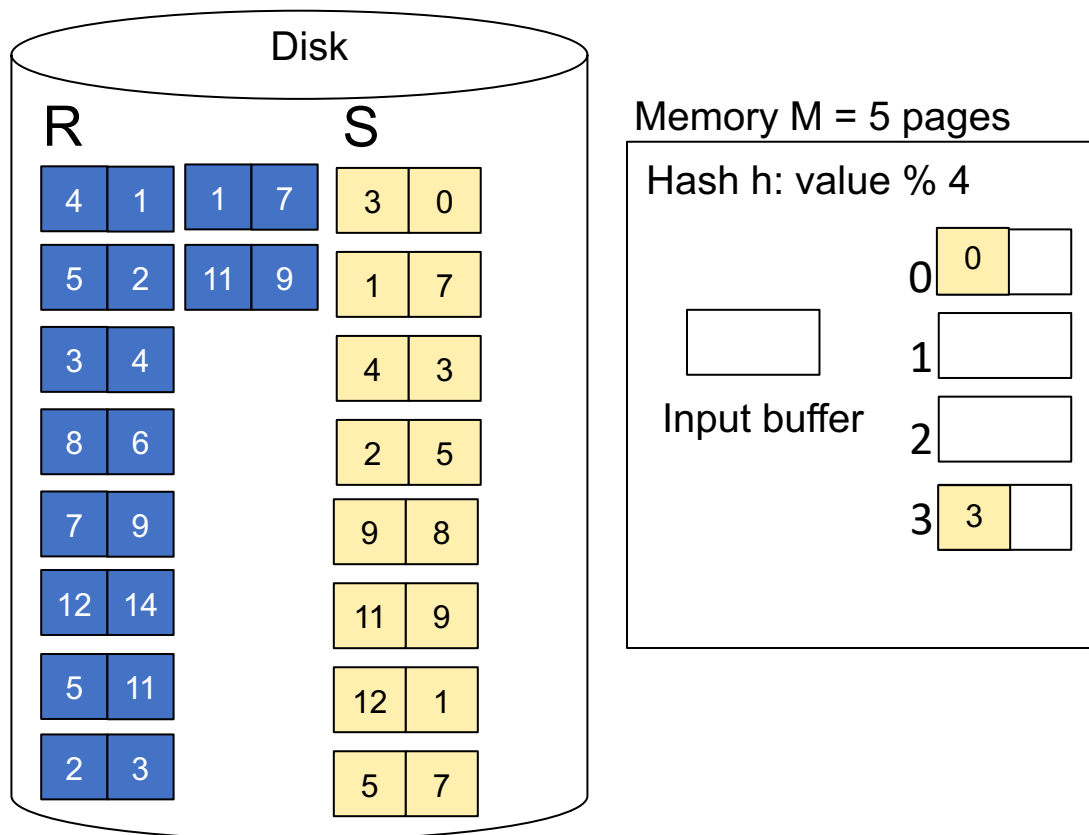 Disk
R S
4 1 1 7 3 0
5 2 11 9 1 7
3 4 4 3
8 6 2 5
7 9 9 8
12 14 11 9
5 11 12 1
2 3 5 7
Memory M = 5 pages
Hash h: value % 4
0 0
1
Input buffer
2
3 3